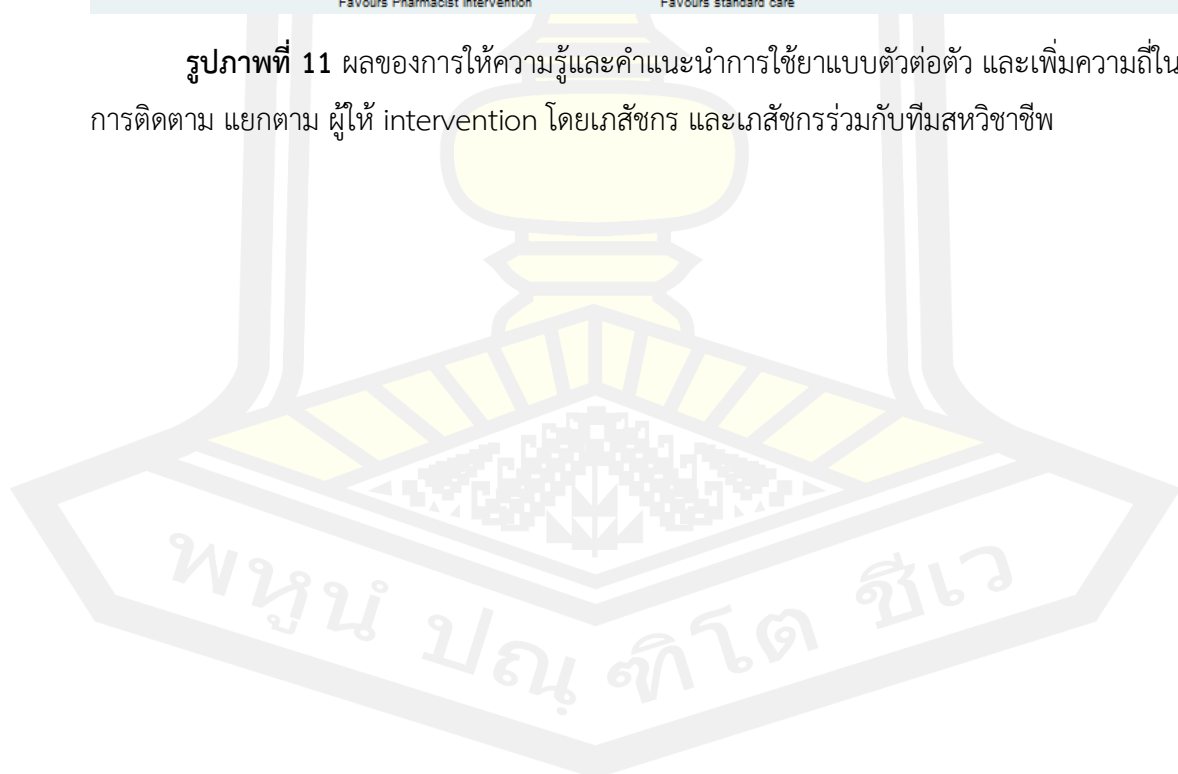 Favours Pharmacist Intervention Favours standard care
รูปภาพที่ 11 ผลของการให้ความรู้และคำแนะนำการใช้ยาแบบตัวต่อตัว และเพิ่มความถี่ใน
การติดตาม แยกตาม ผู้ให้ intervention โดยเภสัชกร และเภสัชกรร่วมกับทีมสหวิชาชีพ
พหูนํ ปณฺฑิโต ชีเว